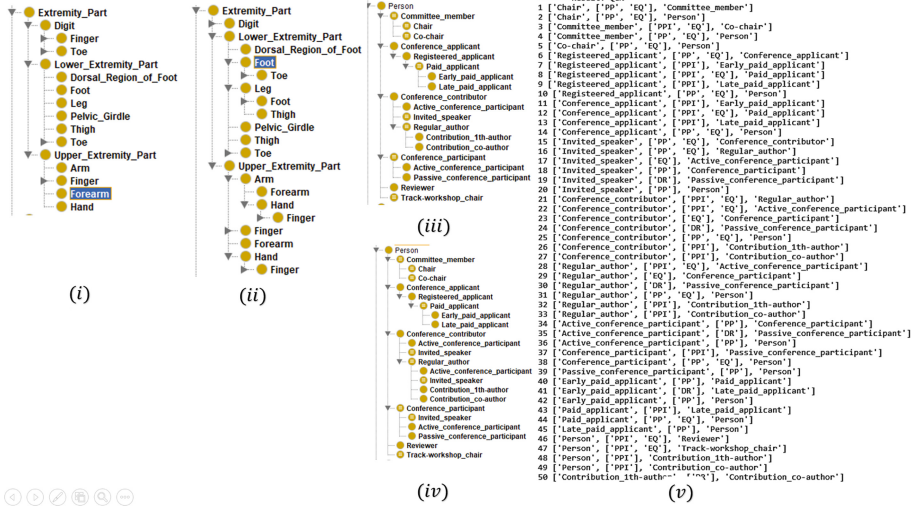 Extremity_Part
Digit
Finger
Toe
Lower_Extremity_Part
Dorsal_Region_of_Foot
Foot
Leg
Pelvic_Girdle
Thigh
Toe
Upper_Extremity_Part
Arm
Finger
Forearm
Hand
(i)
Extremity_Part
Digit
Lower_Extremity_Part
Dorsal_Region_of_Foot
Foot
Toe
Leg
Foot
Thigh
Pelvic_Girdle
Thigh
Toe
Upper_Extremity_Part
Arm
Forearm
Hand
Finger
Finger
Forearm
Hand
Finger
(ii)
Person
Committee_member
Chair
Co-chair
Conference_applicant
Registered_applicant
Paid_applicant
Early_paid_applicant
Late_paid_applicant
Conference_contributor
Active_conference_participant
Invited_speaker
Regular_author
Contribution_1th-author
Contribution_co-author
Conference_participant
Active_conference_participant
Passive_conference_participant
Reviewer
Track-workshop_chair
(iii)
Person
Committee_member
Chair
Co-chair
Conference_applicant
Registered_applicant
Paid_applicant
Early_paid_applicant
Late_paid_applicant
Conference_contributor
Active_conference_participant
Invited_speaker
Regular_author
Active_conference_participant
Invited_speaker
Contribution_1th-author
Contribution_co-author
Conference_participant
Invited_speaker
Active_conference_participant
Passive_conference_participant
Reviewer
Track-workshop_chair
(iv)
1 ['Chair', ['PP', 'EQ'], 'Committee_member']
2 ['Chair', ['PP', 'EQ'], 'Person']
3 ['Committee_member', ['PPI', 'EQ'], 'Co-chair']
4 ['Committee_member', ['PP', 'EQ'], 'Person']
5 ['Co-chair', ['PP', 'EQ'], 'Person']
6 ['Registered_applicant', ['PP', 'EQ'], 'Conference_applicant']
7 ['Registered_applicant', ['PPI'], 'Early_paid_applicant']
8 ['Registered_applicant', ['PPI', 'EQ'], 'Paid_applicant']
9 ['Registered_applicant', ['PPI'], 'Late_paid_applicant']
10 ['Registered_applicant', ['PP', 'EQ'], 'Person']
11 ['Conference_applicant', ['PPI'], 'Early_paid_applicant']
12 ['Conference_applicant', ['PPI', 'EQ'], 'Paid_applicant']
13 ['Conference_applicant', ['PPI'], 'Late_paid_applicant']
14 ['Conference_applicant', ['PP', 'EQ'], 'Person']
15 ['Invited_speaker', ['PP', 'EQ'], 'Conference_contributor']
16 ['Invited_speaker', ['PP', 'EQ'], 'Regular_author']
17 ['Invited_speaker', ['EQ'], 'Active_conference_participant']
18 ['Invited_speaker', ['PP'], 'Conference_participant']
19 ['Invited_speaker', ['DR'], 'Passive_conference_participant']
20 ['Invited_speaker', ['PP'], 'Person']
21 ['Conference_contributor', ['PPI', 'EQ'], 'Regular_author']
22 ['Conference_contributor', ['PPI', 'EQ'], 'Active_conference_participant']
23 ['Conference_contributor', ['EQ'], 'Conference_participant']
24 ['Conference_contributor', ['DR'], 'Passive_conference_participant']
25 ['Conference_contributor', ['PP', 'EQ'], 'Person']
26 ['Conference_contributor', ['PPI'], 'Contribution_1th-author']
27 ['Conference_contributor', ['PPI'], 'Contribution_co-author']
28 ['Regular_author', ['PPI', 'EQ'], 'Active_conference_participant']
29 ['Regular_author', ['EQ'], 'Conference_participant']
30 ['Regular_author', ['DR'], 'Passive_conference_participant']
31 ['Regular_author', ['PP', 'EQ'], 'Person']
32 ['Regular_author', ['PPI'], 'Contribution_1th-author']
33 ['Regular_author', ['PPI'], 'Contribution_co-author']
34 ['Active_conference_participant', ['PP'], 'Conference_participant']
35 ['Active_conference_participant', ['DR'], 'Passive_conference_participant']
36 ['Active_conference_participant', ['PP'], 'Person']
37 ['Conference_participant', ['PPI'], 'Passive_conference_participant']
38 ['Conference_participant', ['PP', 'EQ'], 'Person']
39 ['Passive_conference_participant', ['PP'], 'Person']
40 ['Early_paid_applicant', ['PP'], 'Paid_applicant']
41 ['Early_paid_applicant', ['DR'], 'Late_paid_applicant']
42 ['Early_paid_applicant', ['PP'], 'Person']
43 ['Paid_applicant', ['PPI'], 'Late_paid_applicant']
44 ['Paid_applicant', ['PP', 'EQ'], 'Person']
45 ['Late_paid_applicant', ['PP'], 'Person']
46 ['Person', ['PPI', 'EQ'], 'Reviewer']
47 ['Person', ['PPI', 'EQ'], 'Track-workshop_chair']
48 ['Person', ['PPI'], 'Contribution_1th-author']
49 ['Person', ['PPI'], 'Contribution_co-author']
50 ['Contribution_1th-author', ['DR'], 'Contribution_co-author']
(v)